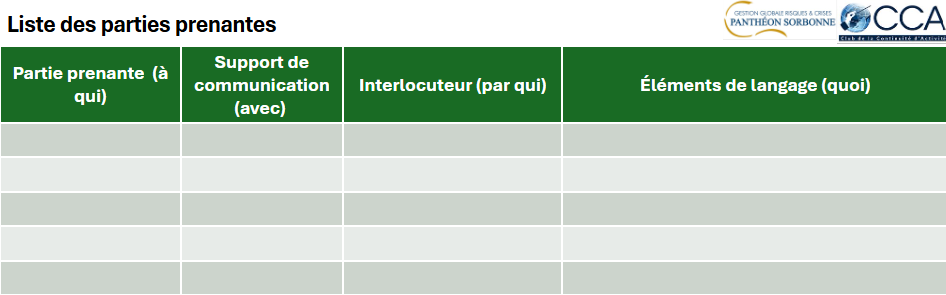 Liste des parties prenantes
GESTION GLOBALE RISQUES & CRISES
PANTHÉON SORBONNE
CCA
Club de la Continuité d'Activité
Partie prenante (à
qui)
Support de
communication
(avec)
Interlocuteur (par qui)
Éléments de langage (quoi)